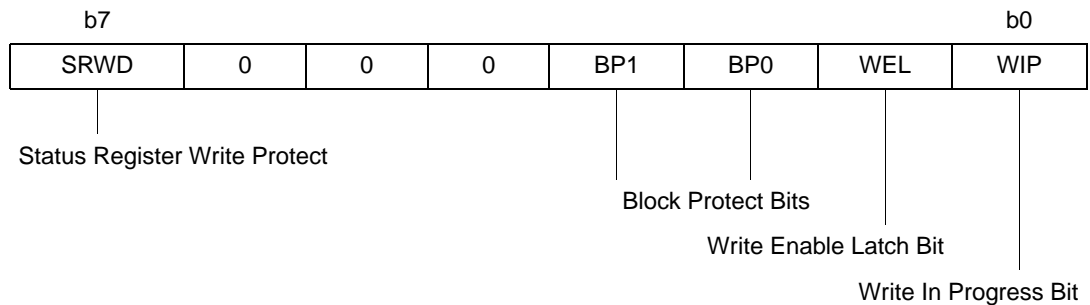 b7 b0
SRWD 0 0 0 BP1 BP0 WEL WIP
Status Register Write Protect
Block Protect Bits
Write Enable Latch Bit
Write In Progress Bit